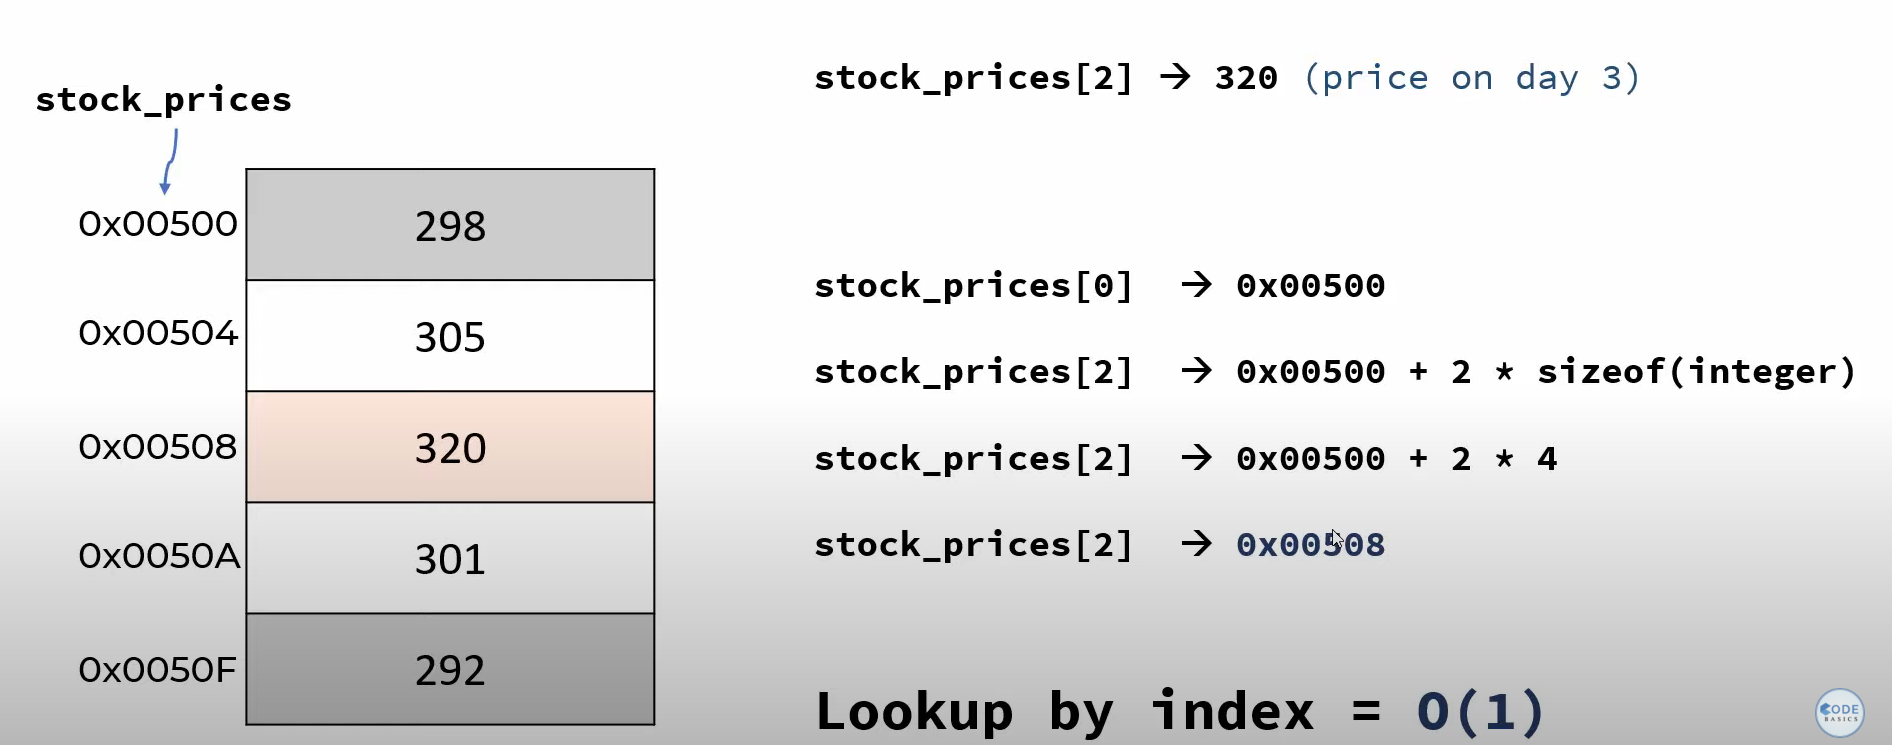 stock_prices[2] → 320 (price on day 3)
stock_prices
0x00500 298
0x00504 305
0x00508 320
0x0050A 301
0x0050F 292
stock_prices[0] → 0x00500
stock_prices[2] → 0x00500 + 2 * sizeof(integer)
stock_prices[2] → 0x00500 + 2 * 4
stock_prices[2] → 0x00508
Lookup by index = O(1)
CODE
BASICS